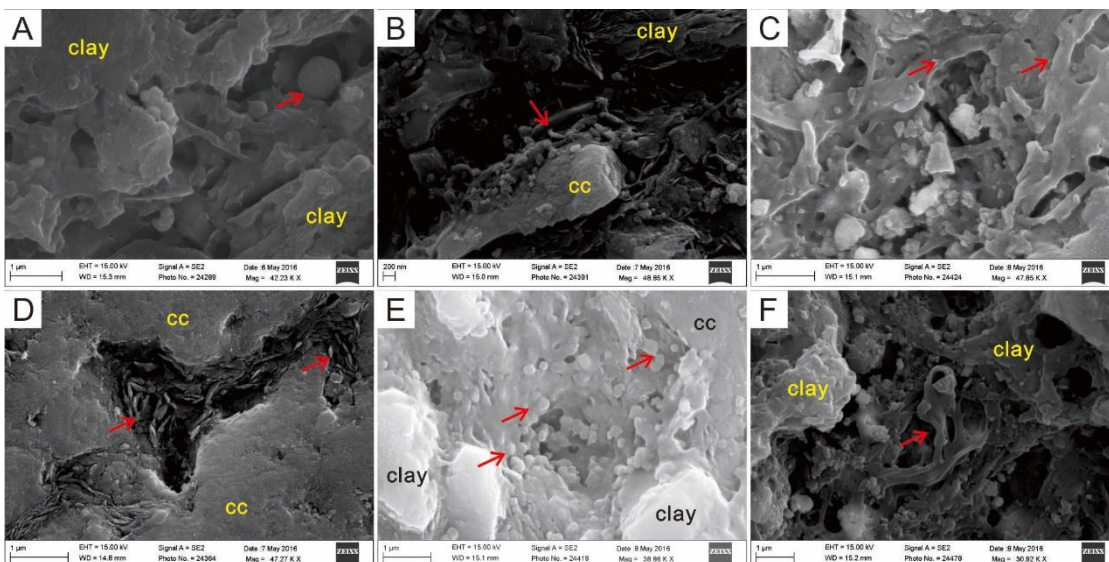 A
clay
clay
1 µm
EHT = 15.00 kV
Signal A = SE2
Date :6 May 2016
WD = 15.3 mm
Photo No. = 24289
Mag = 42.23 K X
ZEISS
B
clay
cc
200 nm
EHT = 15.00 kV
Signal A = SE2
Date :7 May 2016
WD = 15.0 mm
Photo No. = 24391
Mag = 48.85 K X
ZEISS
C
1 µm
EHT = 15.00 kV
Signal A = SE2
Date :8 May 2016
WD = 15.1 mm
Photo No. = 24424
Mag = 47.85 K X
ZEISS
D
cc
cc
1 µm
EHT = 15.00 kV
Signal A = SE2
Date :7 May 2016
WD = 14.8 mm
Photo No. = 24364
Mag = 47.27 K X
ZEISS
E
cc
clay
clay
1 µm
EHT = 15.00 kV
Signal A = SE2
Date :8 May 2016
WD = 15.1 mm
Photo No. = 24419
Mag = 38.86 K X
ZEISS
F
clay
clay
1 µm
EHT = 15.00 kV
Signal A = SE2
Date :8 May 2016
WD = 15.2 mm
Photo No. = 24478
Mag = 30.92 K X
ZEISS